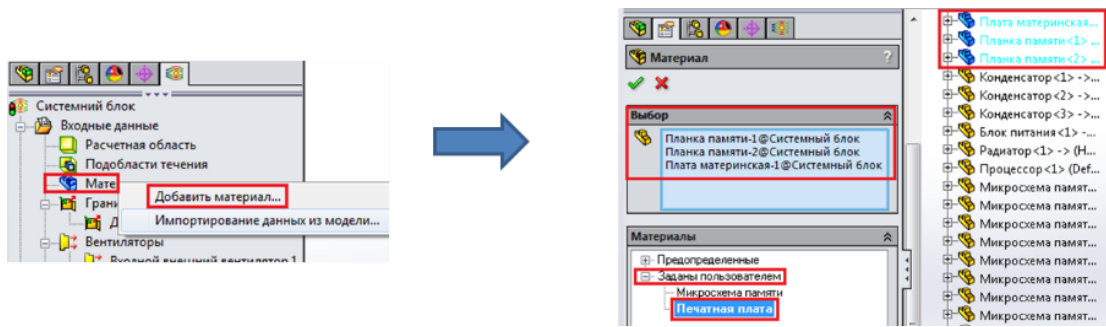 Системний блок
Входные данные
Расчетная область
Подобласти течения
Мате
Добавить материал...
Грани
Импортирование данных из модели...
Д
Вентиляторы
Входной внешний вентилятор 1
Материал
?
Выбор
Планка памяти-1@Системный блок
Планка памяти-2@Системный блок
Плата материнская-1@Системный блок
Материалы
Предопределенные
Заданы пользователем
Микросхема памяти
Печатная плата
Плата материнская...
Планка памяти<1> ...
Планка памяти<2> ...
Конденсатор<1> ->...
Конденсатор<2> ->...
Конденсатор<3> ->...
Блок питания<1> -...
Радиатор<1> -> (Н...
Процессор<1> (Def...
Микросхема памят...
Микросхема памят...
Микросхема памят...
Микросхема памят...
Микросхема памят...
Микросхема памят...
Микросхема памят...
Микросхема памят...